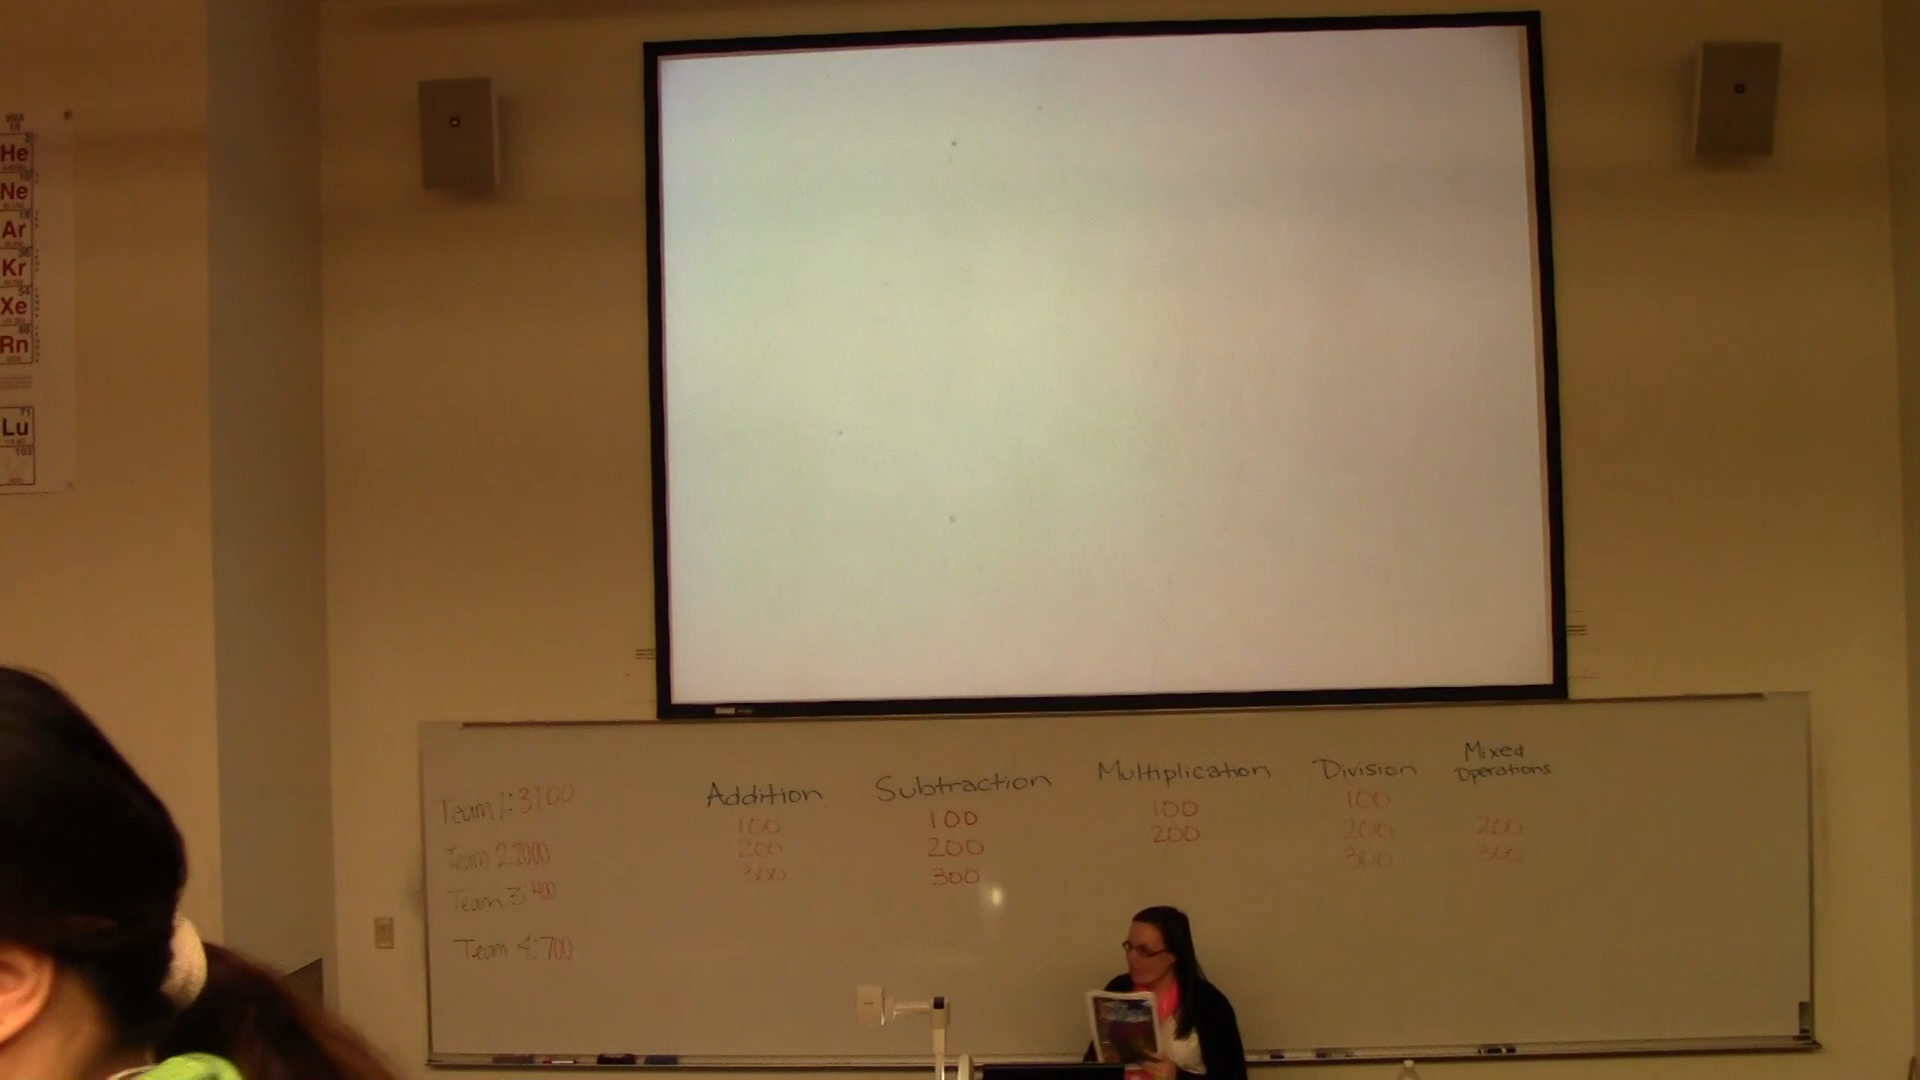 He
Ne
Ar
Kr
Xe
Rn
Lu
71
103
Team 1: 3100
Team 2: 2000
Team 3: 400
Team 4: 700
Addition
100
200
300
Subtraction
100
200
300
Multiplication
100
200
Division
100
200
300
Mixed
Operations
200
300